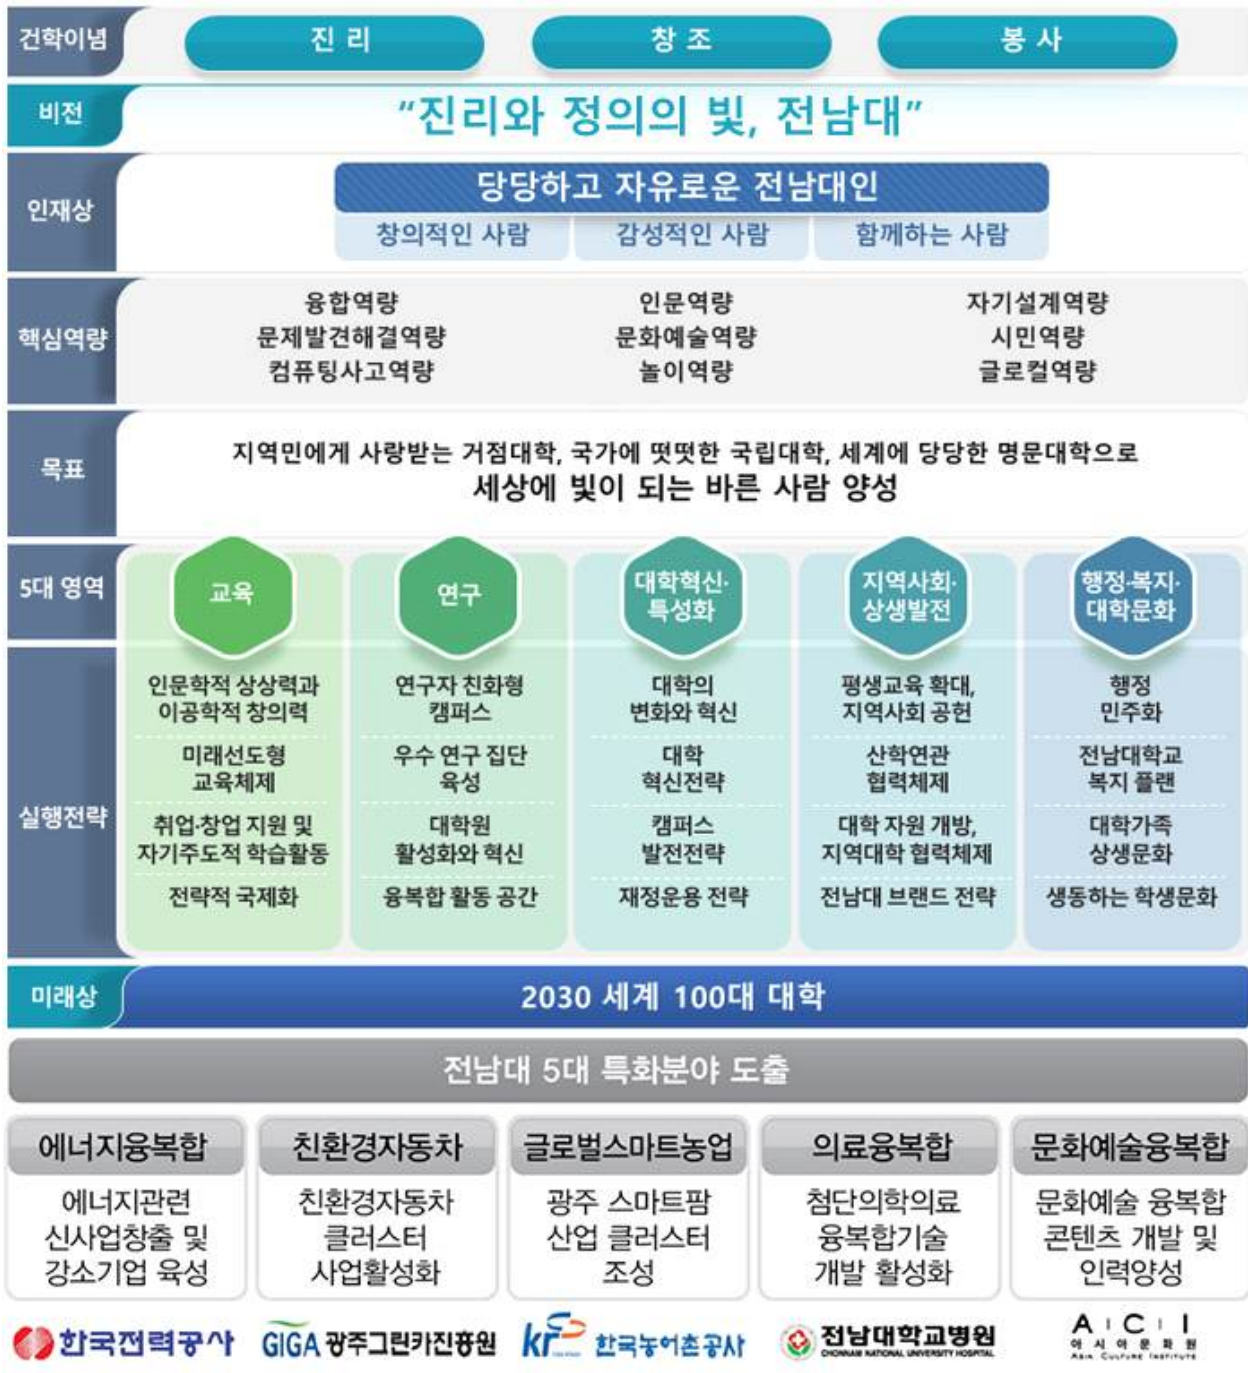 건학이념
진 리
창 조
봉 사
비전
“진리와 정의의 빛, 전남대”
인재상
당당하고 자유로운 전남대인
창의적인 사람
감성적인 사람
함께하는 사람
핵심역량
융합역량
문제발견해결역량
컴퓨팅사고역량
인문역량
문화예술역량
놀이역량
자기설계역량
시민역량
글로컬역량
목표
지역민에게 사랑받는 거점대학, 국가에 떳떳한 국립대학, 세계에 당당한 명문대학으로
세상에 빛이 되는 바른 사람 양성
5대 영역
교육
연구
대학혁신·
특성화
지역사회·
상생발전
행정·복지·
대학문화
실행전략
인문학적 상상력과
이공학적 창의력
미래선도형
교육체제
취업·창업 지원 및
자기주도적 학습활동
전략적 국제화
연구자 친화형
캠퍼스
우수 연구 집단
육성
대학원
활성화와 혁신
융복합 활동 공간
대학의
변화와 혁신
대학
혁신전략
캠퍼스
발전전략
재정운용 전략
평생교육 확대,
지역사회 공헌
산학연관
협력체제
대학 자원 개방,
지역대학 협력체제
전남대 브랜드 전략
행정
민주화
전남대학교
복지 플랜
대학가족
상생문화
생동하는 학생문화
미래상
2030 세계 100대 대학
전남대 5대 특화분야 도출
에너지융복합
에너지관련
신사업창출 및
강소기업 육성
한국전력공사
친환경자동차
친환경자동차
클러스터
사업활성화
GIGA 광주그린카진흥원
글로벌스마트농업
광주 스마트팜
산업 클러스터
조성
한국농어촌공사
의료융복합
첨단의학의료
융복합기술
개발 활성화
전남대학교병원
CHONNAM NATIONAL UNIVERSITY HOSPITAL
문화예술융복합
문화예술 융복합
콘텐츠 개발 및
인력양성
A C I
아시아문화원
ASIA CULTURE INSTITUTE